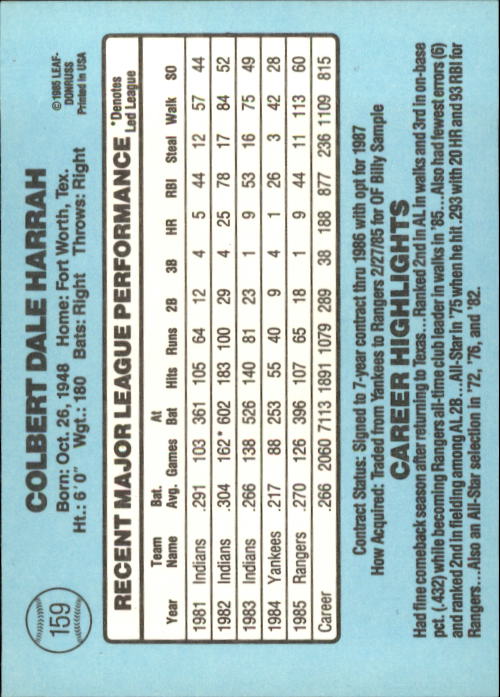 159
COLBERT DALE HARRAH
©1985 LEAF-
DONRUSS
Printed in USA
Born: Oct. 26, 1948 Home: Fort Worth, Tex.
Ht.: 6'0" Wgt.: 180 Bats: Right Throws: Right
RECENT MAJOR LEAGUE PERFORMANCE *Denotes
Led League
Team Bat. At
Year Name Avg. Games Bat Hits Runs 2B 3B HR RBI Steal Walk SO
1981 Indians .291 103 361 105 64 12 4 5 44 12 57 44
1982 Indians .304 162* 602 183 100 29 4 25 78 17 84 52
1983 Indians .266 138 526 140 81 23 1 9 53 16 75 49
1984 Yankees .217 88 253 55 40 9 4 1 26 3 42 28
1985 Rangers .270 126 396 107 65 18 1 9 44 11 113 60
Career .266 2060 7113 1891 1079 289 38 188 877 236 1109 815
Contract Status: Signed to 7-year contract thru 1986 with opt for 1987
How Acquired: Traded from Yankees to Rangers 2/27/85 for OF Billy Sample
CAREER HIGHLIGHTS
Had fine comeback season after returning to Texas...Ranked 2nd in AL in walks and 3rd in on-base
pct. (.432) while becoming Rangers all-time club leader in walks in '85...Also had fewest errors (6)
and ranked 2nd in fielding among AL 2B...All-Star in '75 when he hit .293 with 20 HR and 93 RBI for
Rangers...Also an All-Star selection in '72, '76, and '82.